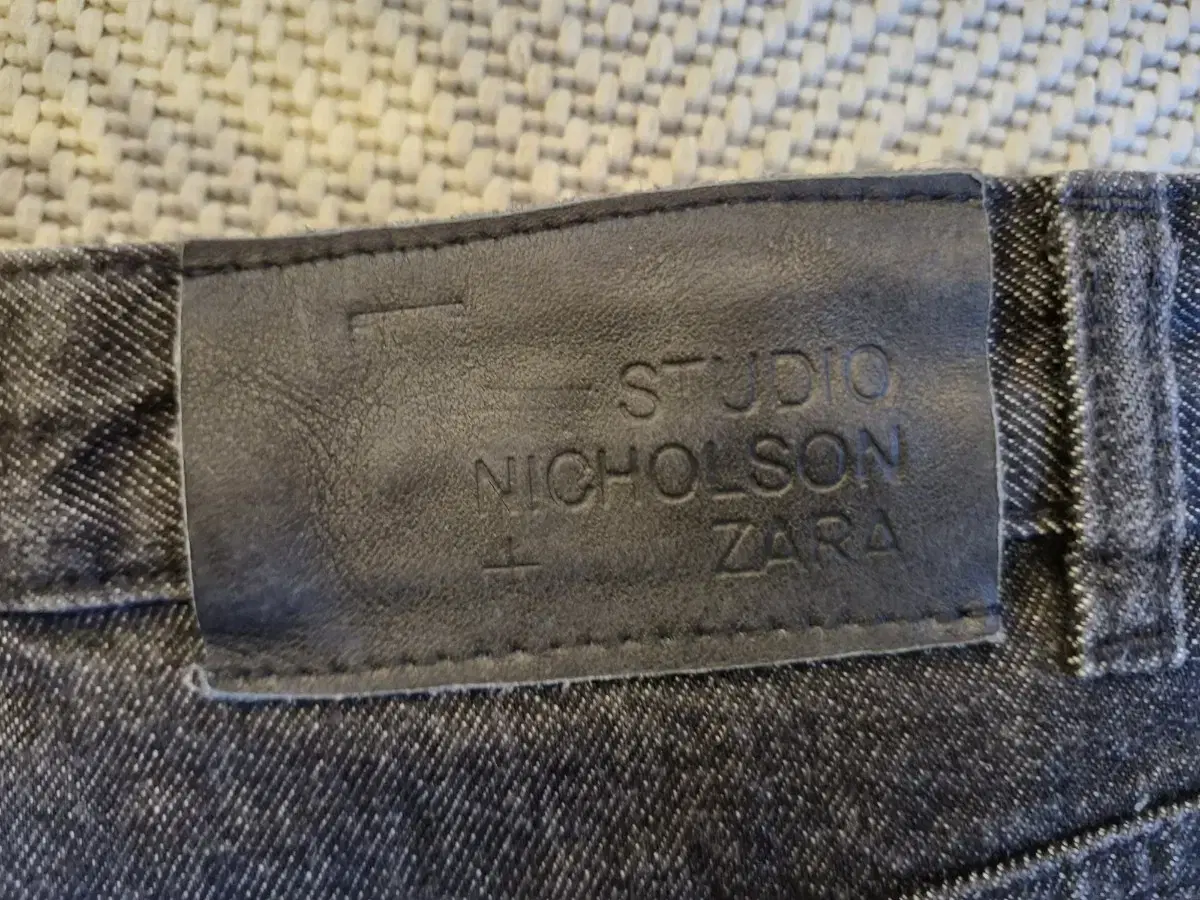 STUDIO
NICHOLSON
+ ZARA